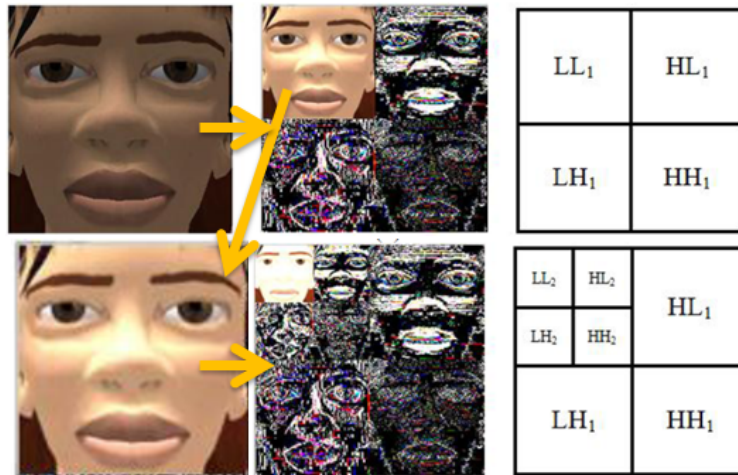 LL₁ HL₁
LH₁ HH₁
LL₂ HL₂
HL₁
LH₂ HH₂
LH₁ HH₁